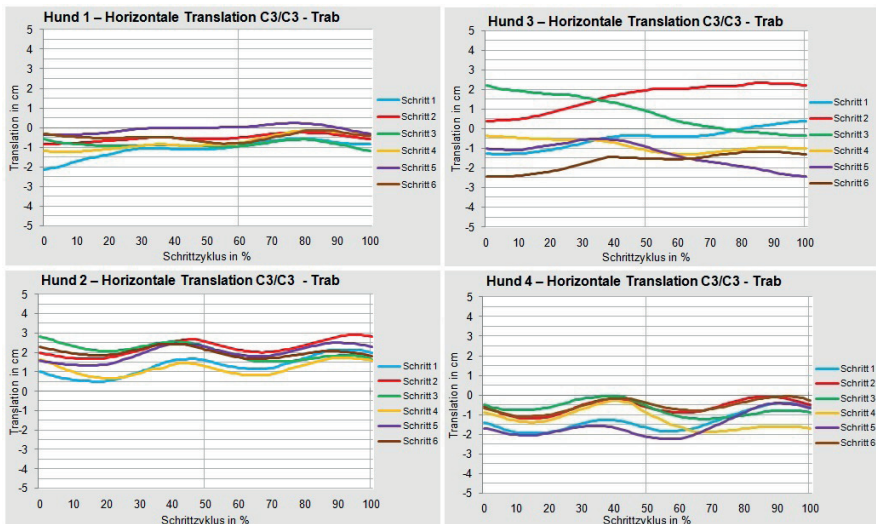 Hund 1 – Horizontale Translation C3/C3 - Trab
Translation in cm
5
4
3
2
1
0
-1
-2
-3
-4
-5
0 10 20 30 40 50 60 70 80 90 100
Schrittzyklus in %
Schritt 1
Schritt 2
Schritt 3
Schritt 4
Schritt 5
Schritt 6
Hund 3 – Horizontale Translation C3/C3 - Trab
Translation in cm
5
4
3
2
1
0
-1
-2
-3
-4
-5
0 10 20 30 40 50 60 70 80 90 100
Schrittzyklus in %
Schritt 1
Schritt 2
Schritt 3
Schritt 4
Schritt 5
Schritt 6
Hund 2 – Horizontale Translation C3/C3 - Trab
Translation in cm
5
4
3
2
1
0
-1
-2
-3
-4
-5
0 10 20 30 40 50 60 70 80 90 100
Schrittzyklus in %
Schritt 1
Schritt 2
Schritt 3
Schritt 4
Schritt 5
Schritt 6
Hund 4 – Horizontale Translation C3/C3 - Trab
Translation in cm
5
4
3
2
1
0
-1
-2
-3
-4
-5
0 10 20 30 40 50 60 70 80 90 100
Schrittzyklus in %
Schritt 1
Schritt 2
Schritt 3
Schritt 4
Schritt 5
Schritt 6